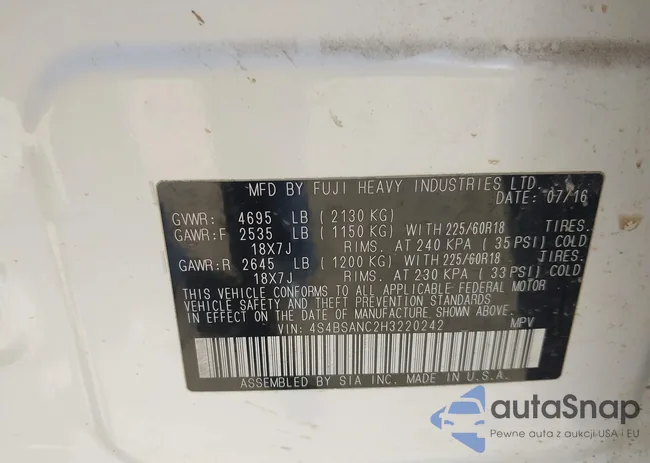 MFD BY FUJI HEAVY INDUSTRIES LTD.
DATE: 07/16
GVWR: 4695 LB (2130 KG)
GAWR:F 2535 LB (1150 KG) WITH 225/60R18 TIRES.
18X7J RIMS. AT 240 KPA (35 PSI) COLD
GAWR:R 2645 LB (1200 KG) WITH 225/60R18 TIRES.
18X7J RIMS. AT 230 KPA (33 PSI) COLD
THIS VEHICLE CONFORMS TO ALL APPLICABLE FEDERAL MOTOR
VEHICLE SAFETY AND THEFT PREVENTION STANDARDS
IN EFFECT ON THE DATE OF MANUFACTURE SHOWN ABOVE.
VIN: 4S4BSANC2H3220242 MPV
ASSEMBLED BY SIA INC. MADE IN U.S.A.
autaSnap
Pewne auta z aukcji USA i EU